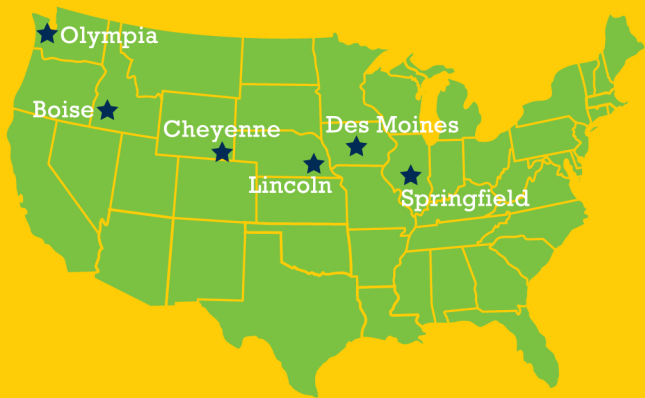 Olympia
Boise
Cheyenne
Des Moines
Lincoln
Springfield